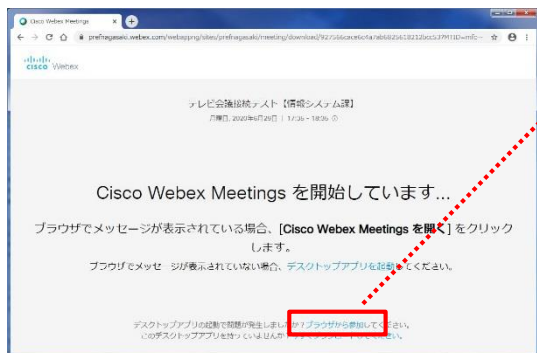 Cisco Webex Meetings
prefnagasaki.webex.com/webappng/sites/prefnagasaki/meeting/download/
cisco Webex
テレビ会議接続テスト【情報システム課】
月曜日, 2020年6月29日 | 17:35 - 18:35
Cisco Webex Meetings を開始しています...
ブラウザでメッセージが表示されている場合、[Cisco Webex Meetings を開く] をクリック
します。
ブラウザでメッセージが表示されていない場合、デスクトップアプリを起動してください。
デスクトップアプリの起動で問題が発生しましたか？ブラウザから参加してください。
このデスクトップアプリを持っていませんか？